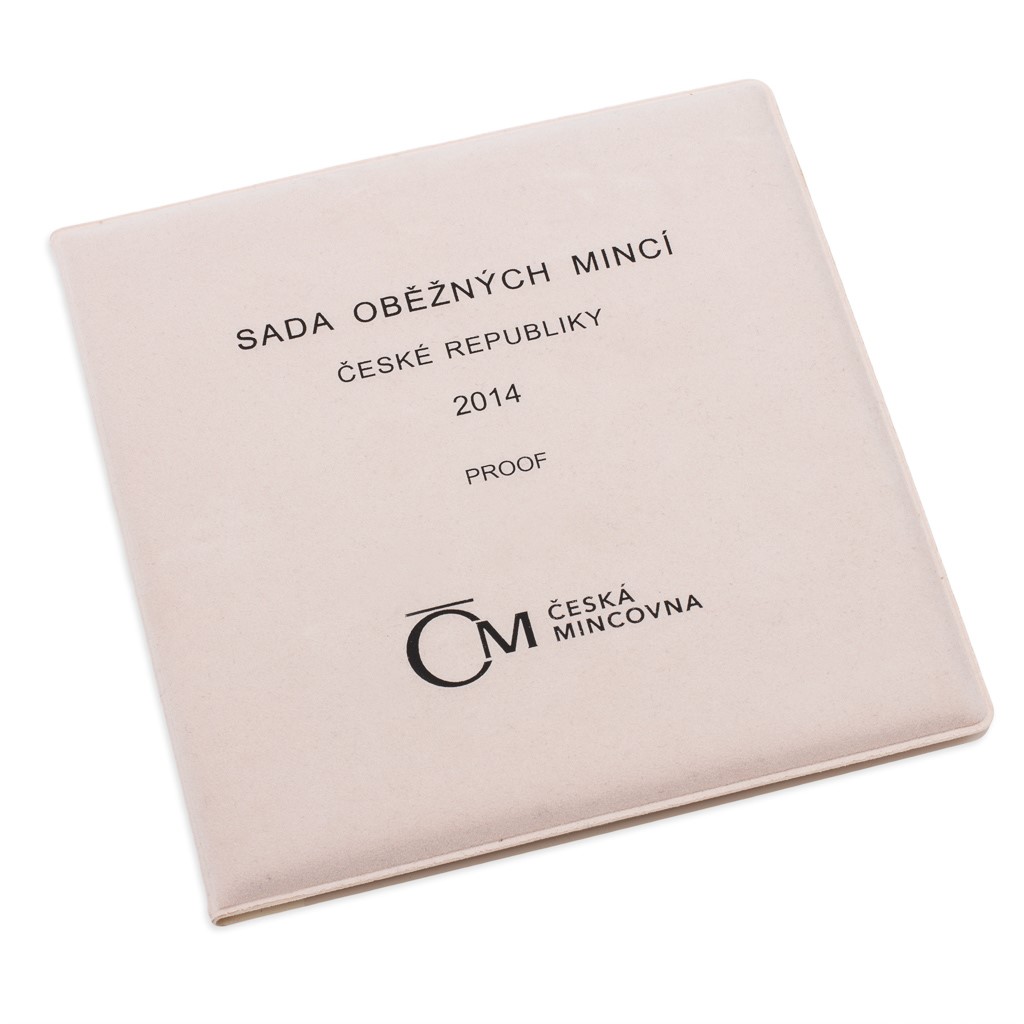 SADA OBĚŽNÝCH MINCÍ
ČESKÉ REPUBLIKY
2014
PROOF
ČM ČESKÁ
MINCOVNA